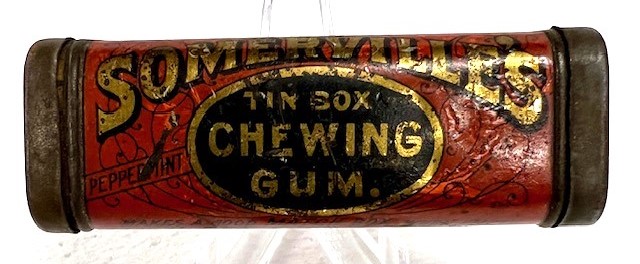 SOMERVILLE'S
TIN BOX
CHEWING
GUM.
PEPPERMINT